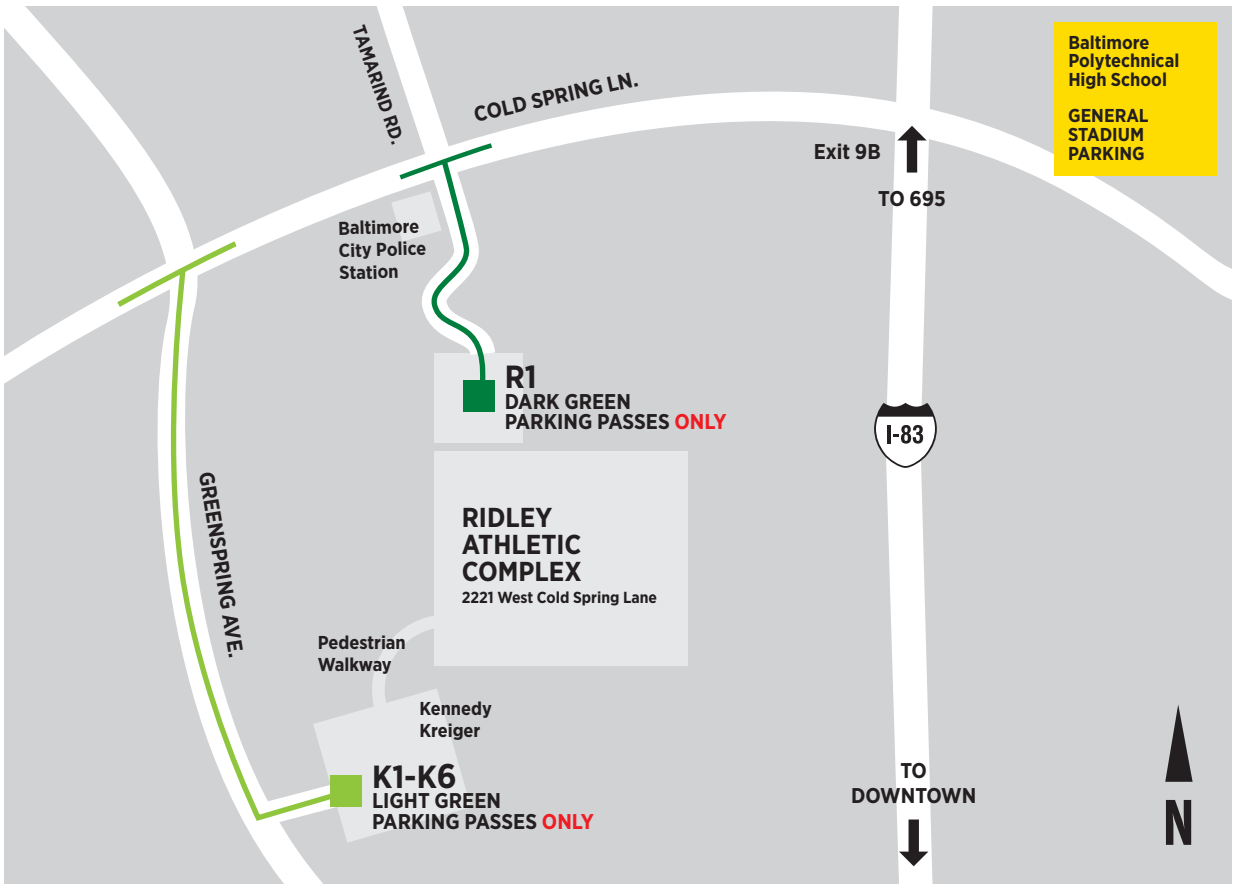 TAMARIND RD.
COLD SPRING LN.
Baltimore
Polytechnical
High School
GENERAL
STADIUM
PARKING
Exit 9B
TO 695
Baltimore
City Police
Station
R1
DARK GREEN
PARKING PASSES ONLY
I-83
GREENSPRING AVE.
RIDLEY
ATHLETIC
COMPLEX
2221 West Cold Spring Lane
Pedestrian
Walkway
Kennedy
Kreiger
K1-K6
LIGHT GREEN
PARKING PASSES ONLY
TO
DOWNTOWN
N